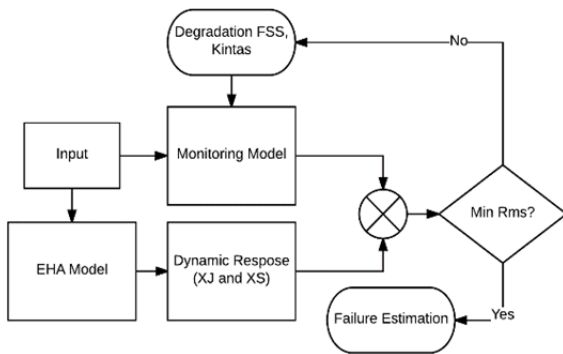 Degradation FSS,
Kintas
No
Input
Monitoring Model
Min Rms?
EHA Model
Dynamic Respose
(XJ and XS)
Yes
Failure Estimation